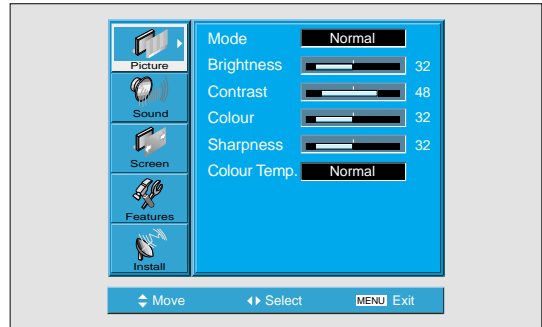 Picture
Sound
Screen
Features
Install
Mode Normal
Brightness 32
Contrast 48
Colour 32
Sharpness 32
Colour Temp. Normal
Move Select MENU Exit